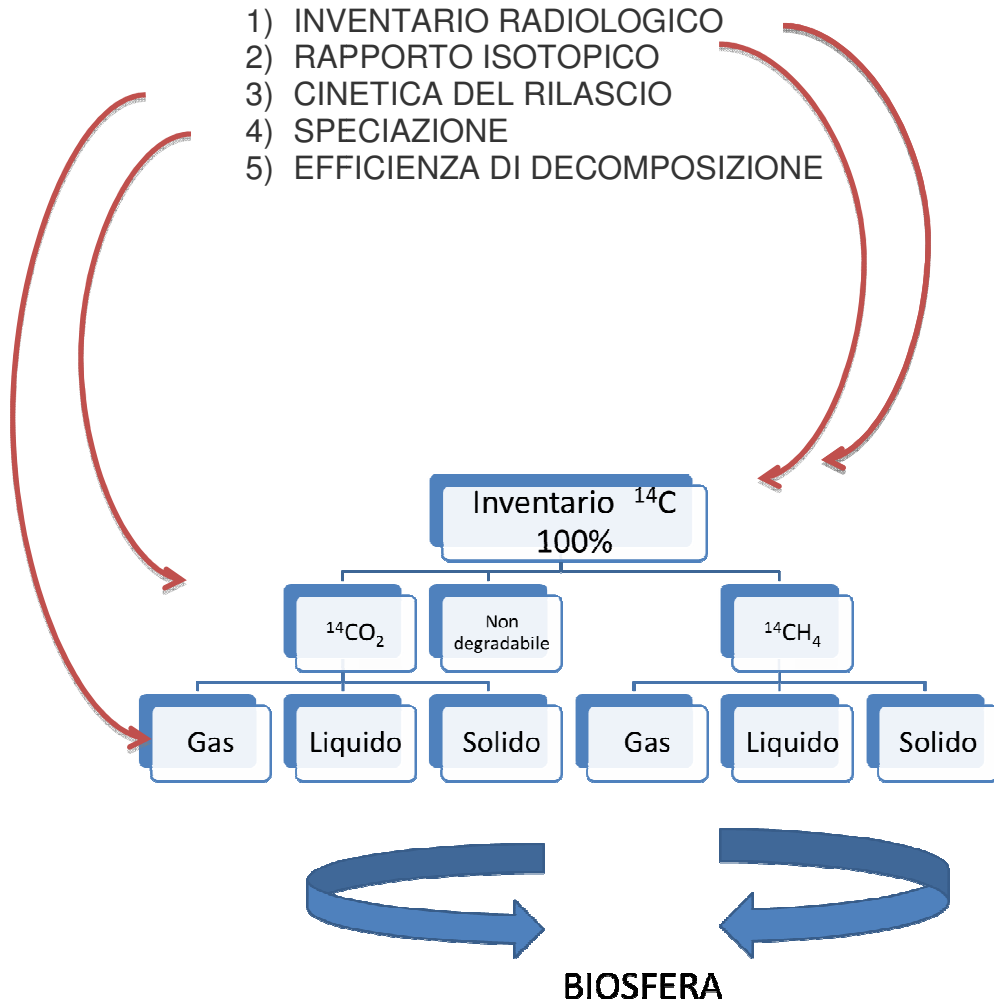 1) INVENTARIO RADIOLOGICO
2) RAPPORTO ISOTOPICO
3) CINETICA DEL RILASCIO
4) SPECIAZIONE
5) EFFICIENZA DI DECOMPOSIZIONE
Inventario ¹⁴C
100%
¹⁴CO₂
Non
degradabile
¹⁴CH₄
Gas
Liquido
Solido
Gas
Liquido
Solido
BIOSFERA